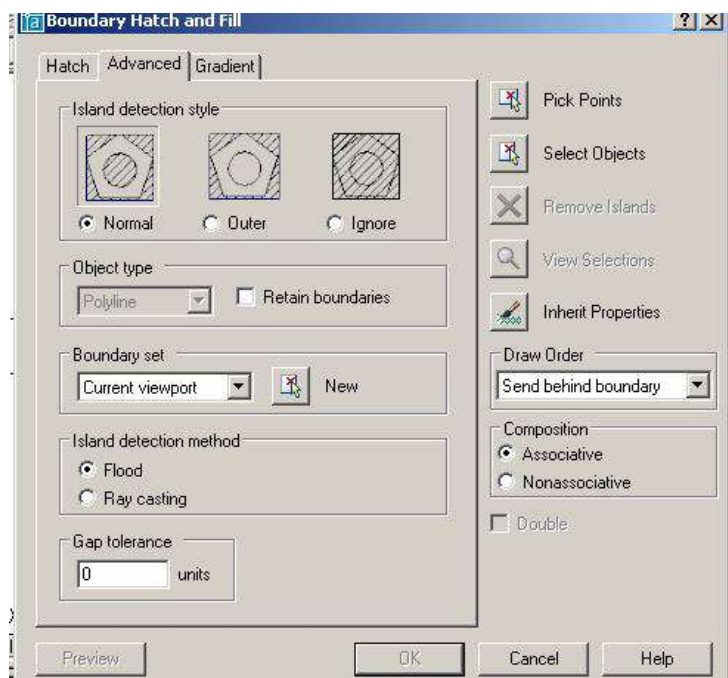 Boundary Hatch and Fill
Hatch Advanced Gradient
Island detection style
Normal Outer Ignore
Object type
Polyline Retain boundaries
Boundary set
Current viewport New
Island detection method
Flood
Ray casting
Gap tolerance
0 units
Pick Points
Select Objects
Remove Islands
View Selections
Inherit Properties
Draw Order
Send behind boundary
Composition
Associative
Nonassociative
Double
Preview OK Cancel Help